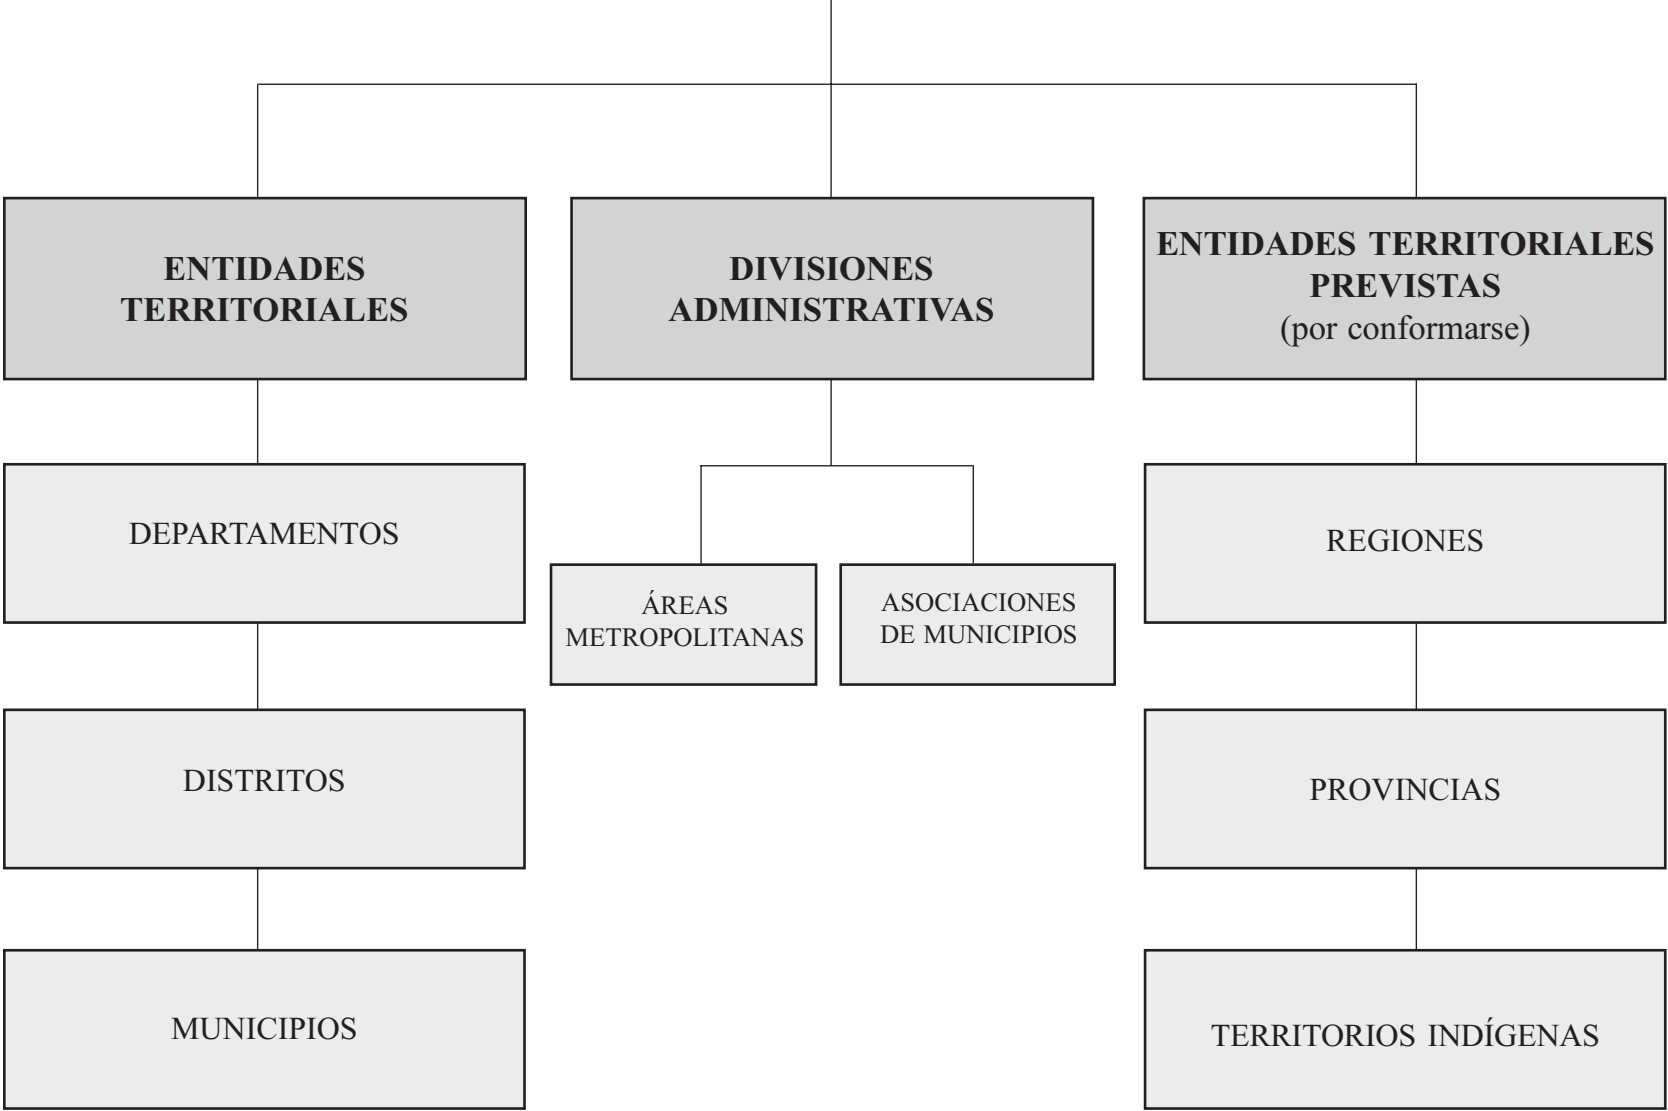 ENTIDADES
TERRITORIALES
DIVISIONES
ADMINISTRATIVAS
ENTIDADES TERRITORIALES
PREVISTAS
(por conformarse)
DEPARTAMENTOS
DISTRITOS
MUNICIPIOS
ÁREAS
METROPOLITANAS
ASOCIACIONES
DE MUNICIPIOS
REGIONES
PROVINCIAS
TERRITORIOS INDÍGENAS